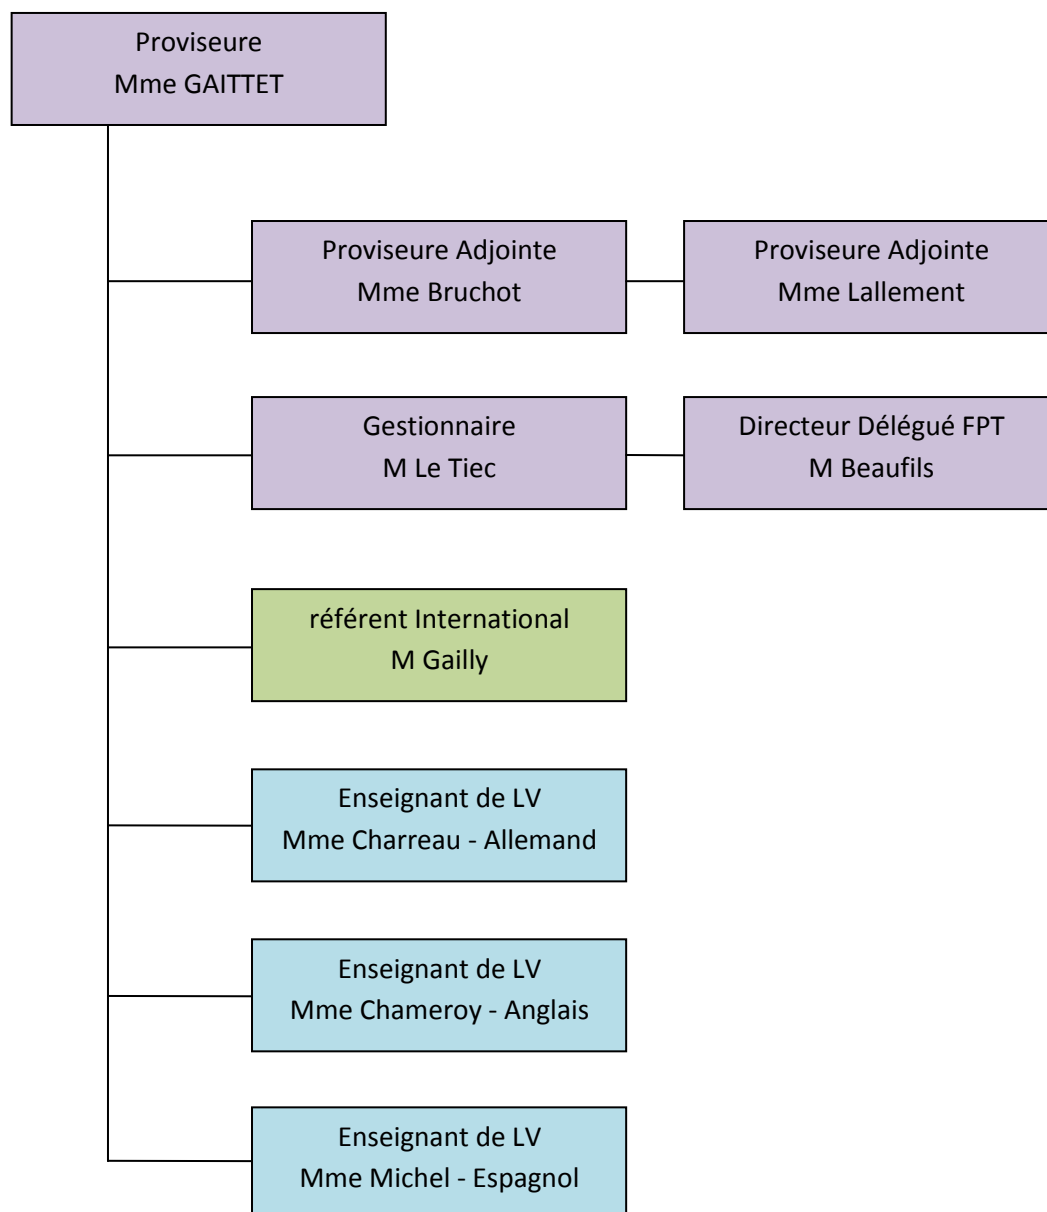 Proviseure
Mme GAITTET
Proviseure Adjointe
Mme Bruchot
Proviseure Adjointe
Mme Lallement
Gestionnaire
M Le Tiec
Directeur Délégué FPT
M Beaufils
référent International
M Gailly
Enseignant de LV
Mme Charreau - Allemand
Enseignant de LV
Mme Chameroy - Anglais
Enseignant de LV
Mme Michel - Espagnol